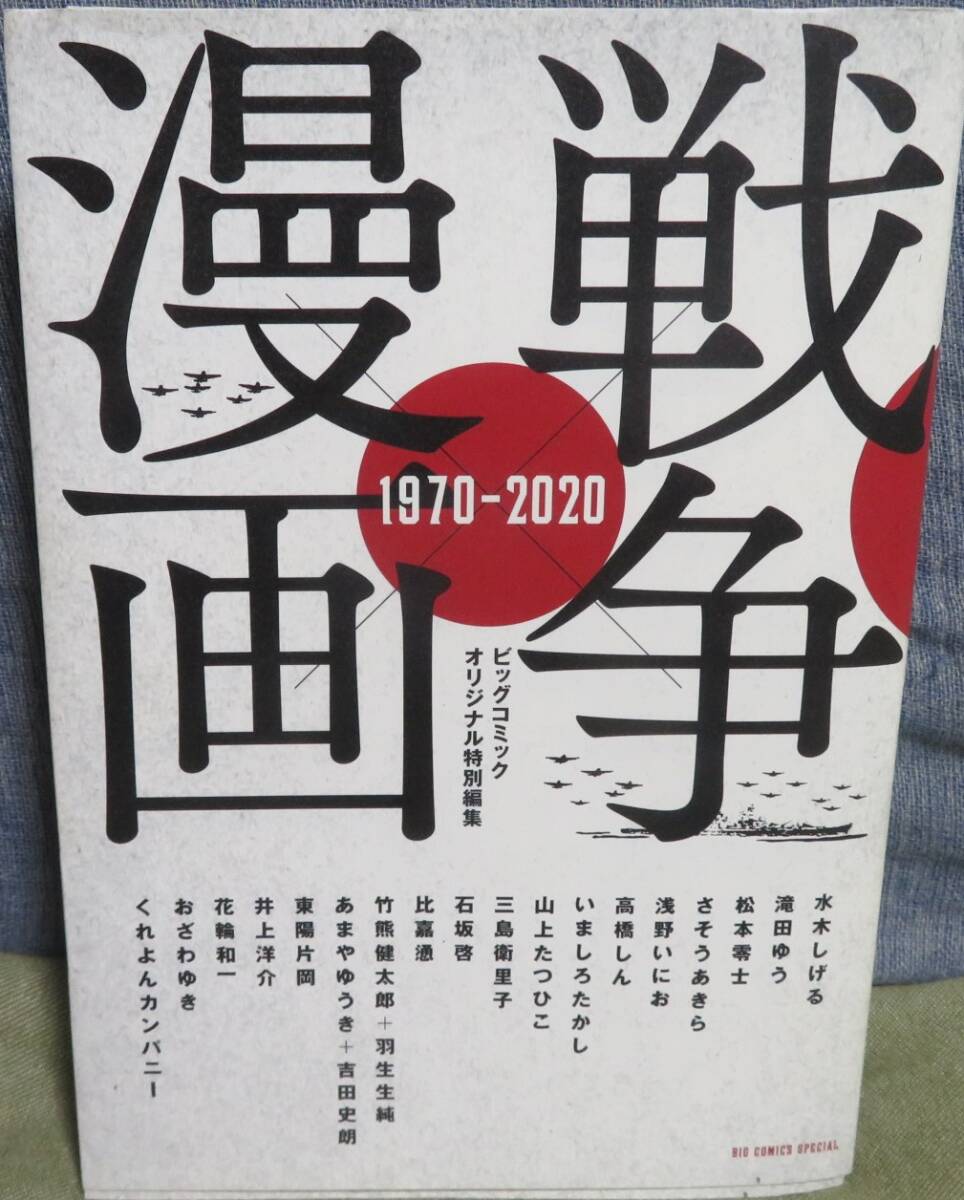 戦争
漫画
1970-2020
ビッグコミック
オリジナル特別編集
水木しげる
滝田ゆう
松本零士
さそうあきら
浅野いにお
高橋しん
いましろたかし
山上たつひこ
三島衛里子
石坂啓
比嘉慂
竹熊健太郎＋羽生生純
あまやゆうき＋吉田史朗
東陽片岡
井上洋介
花輪和一
おざわゆき
くれよんカンパニー
BIG COMICS SPECIAL